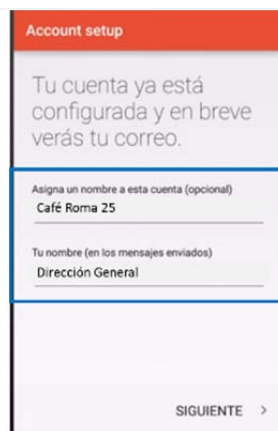 Account setup
Tu cuenta ya está
configurada y en breve
verás tu correo.
Asigna un nombre a esta cuenta (opcional)
Café Roma 25
Tu nombre (en los mensajes enviados)
Dirección General
SIGUIENTE >